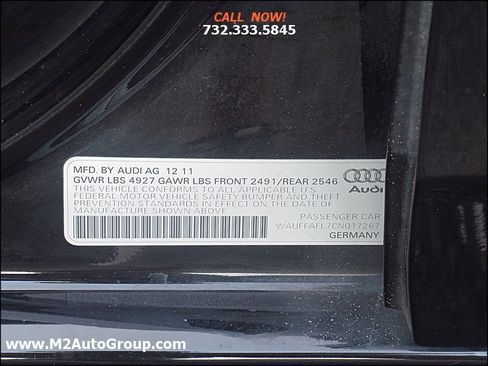 CALL NOW!
732.333.5845
MFD. BY AUDI AG 12 11
GVWR LBS 4927 GAWR LBS FRONT 2491/REAR 2546
THIS VEHICLE CONFORMS TO ALL APPLICABLE U.S
FEDERAL MOTOR VEHICLE SAFETY BUMPER AND THEFT
PREVENTION STANDARDS IN EFFECT ON THE DATE OF
MANUFACTURE SHOWN ABOVE.
Audi
PASSENGER CAR
WAUFFAFL7CN017267
GERMANY
www.M2AutoGroup.com